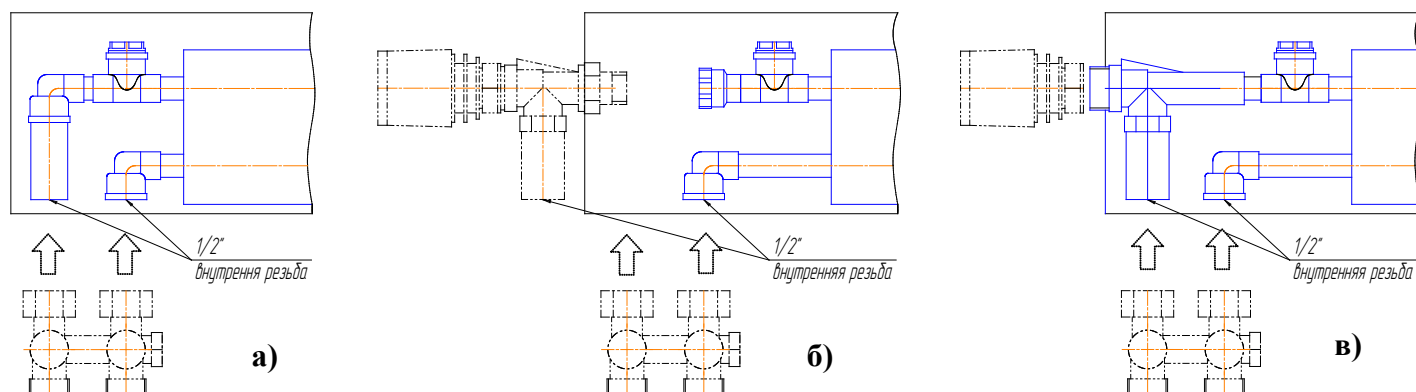 1/2"
внутрення резьба
а)
1/2"
внутренняя резьба
б)
1/2"
внутренняя резьба
в)